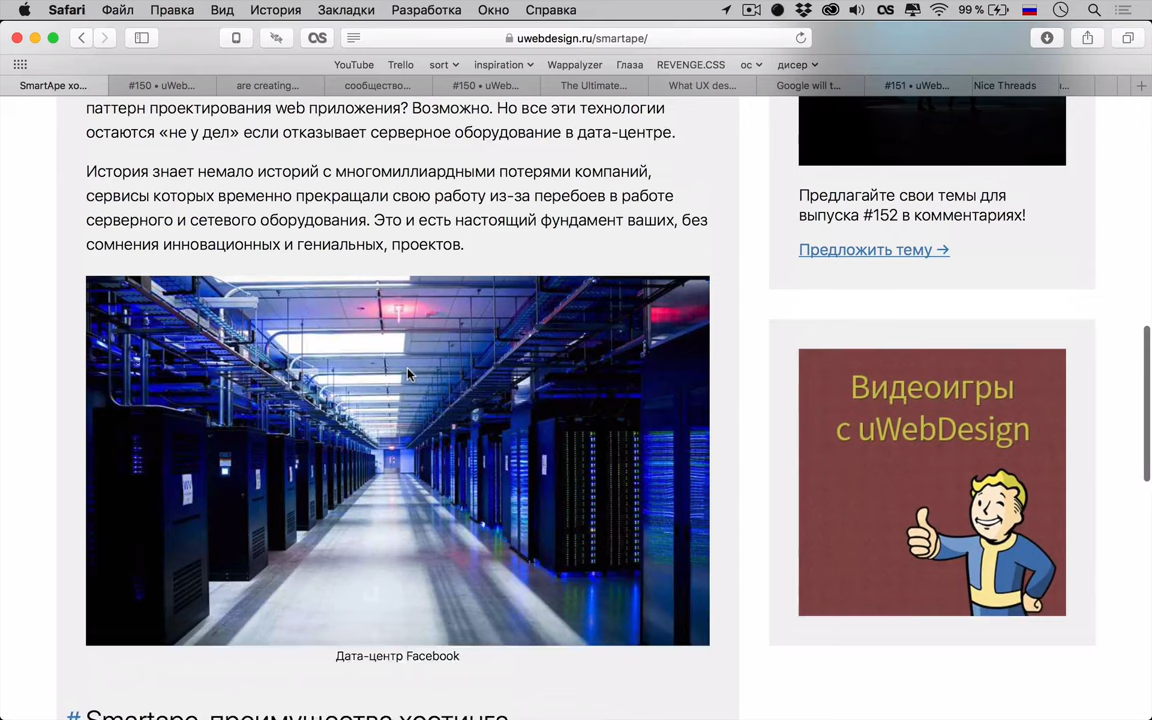 Safari Файл Правка Вид История Закладки Разработка Окно Справка 99 %
uwebdesign.ru/smartape/
YouTube Trello sort inspiration Wappalyzer Глаза REVENGE.CSS ос дисер
SmartApe хо... #150 • uWeb... are creating... сообщество... #150 • uWeb... The Ultimate... What UX des... Google will t... #151 • uWeb... Nice Threads
паттерн проектирования web приложения? Возможно. Но все эти технологии
остаются «не у дел» если отказывает серверное оборудование в дата-центре.
История знает немало историй с многомиллиардными потерями компаний,
сервисы которых временно прекращали свою работу из-за перебоев в работе
серверного и сетевого оборудования. Это и есть настоящий фундамент ваших, без
сомнения инновационных и гениальных, проектов.
Дата-центр Facebook
# Smartape, преимущества хостинга
Предлагайте свои темы для
выпуска #152 в комментариях!
Предложить тему →
Видеоигры
с uWebDesign